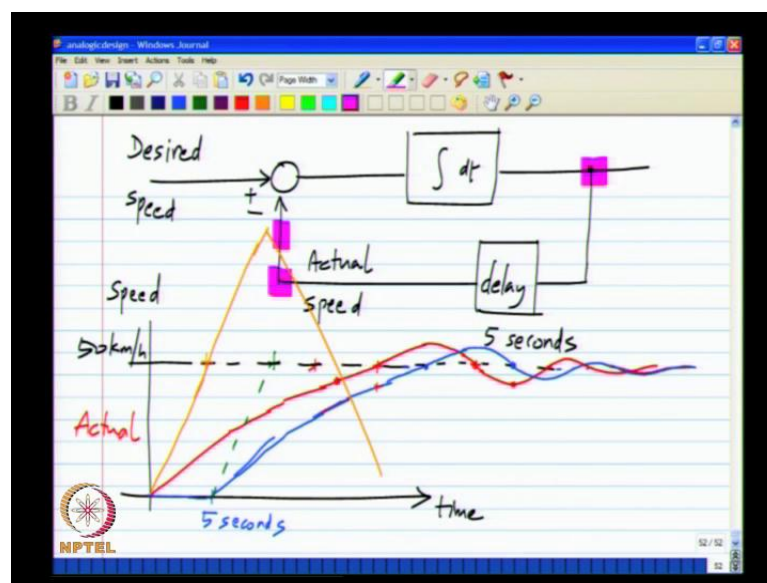 analogicdesign - Windows Journal
File Edit View Insert Actions Tools Help
Page Width
B I
Desired
speed
+
−
∫ dt
Actual
speed
delay
5 seconds
Speed
50km/h
Actual
5 seconds
time
NPTEL
52 / 52
52